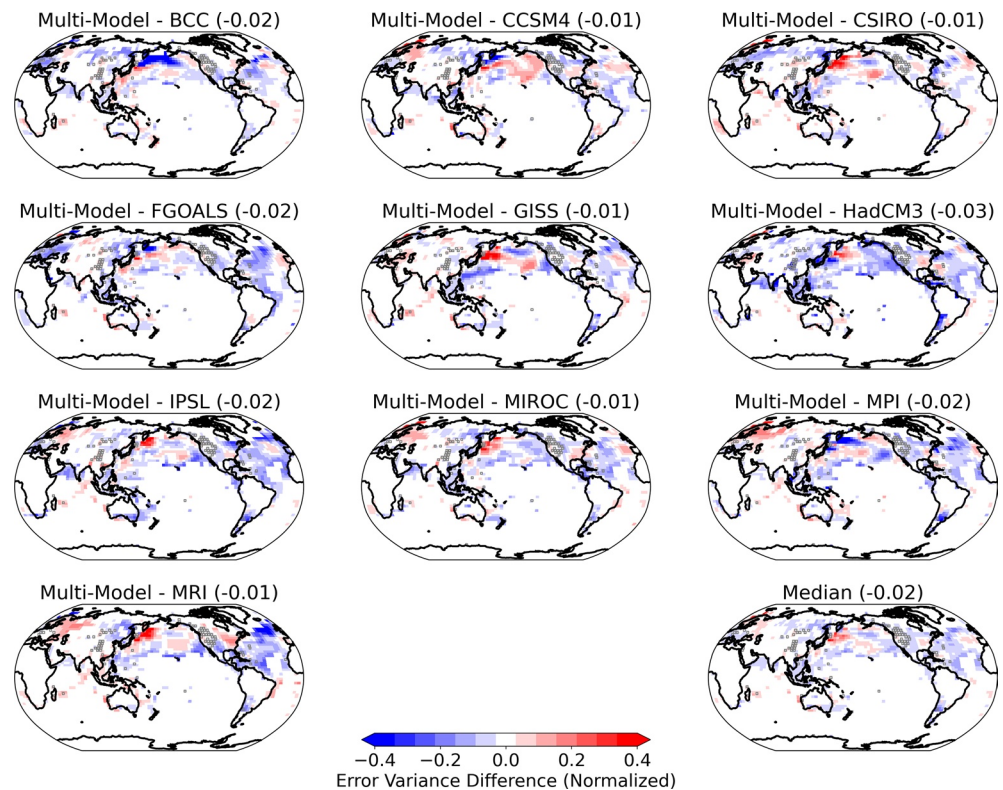 Multi-Model - BCC (-0.02)
Multi-Model - CCSM4 (-0.01)
Multi-Model - CSIRO (-0.01)
Multi-Model - FGOALS (-0.02)
Multi-Model - GISS (-0.01)
Multi-Model - HadCM3 (-0.03)
Multi-Model - IPSL (-0.02)
Multi-Model - MIROC (-0.01)
Multi-Model - MPI (-0.02)
Multi-Model - MRI (-0.01)
Median (-0.02)
−0.4 −0.2 0.0 0.2 0.4
Error Variance Difference (Normalized)